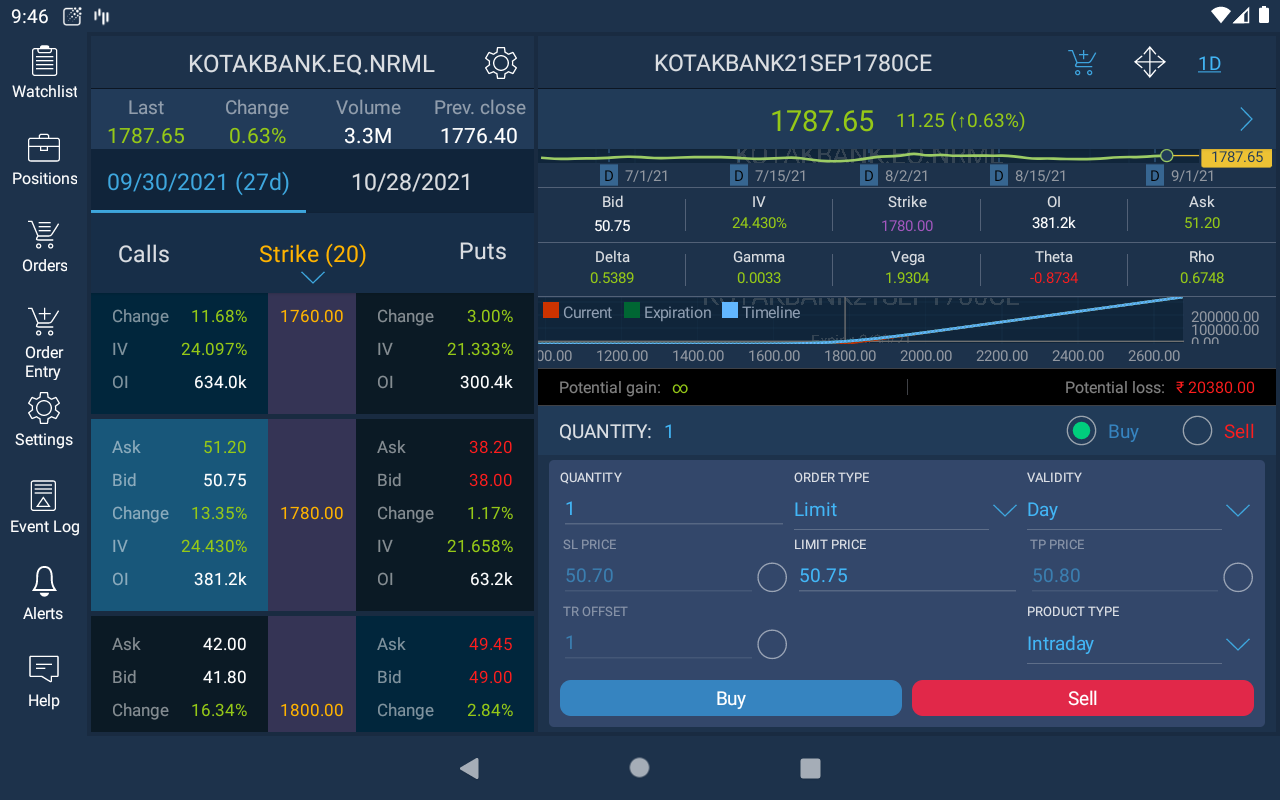 9:46
Watchlist
Positions
Orders
Order
Entry
Settings
Event Log
Alerts
Help
KOTAKBANK.EQ.NRML
Last Change Volume Prev. close
1787.65 0.63% 3.3M 1776.40
09/30/2021 (27d) 10/28/2021
Calls Strike (20) Puts
Change 11.68% 1760.00 Change 3.00%
IV 24.097% IV 21.333%
OI 634.0k OI 300.4k
Ask 51.20 Ask 38.20
Bid 50.75 Bid 38.00
Change 13.35% 1780.00 Change 1.17%
IV 24.430% IV 21.658%
OI 381.2k OI 63.2k
Ask 42.00 Ask 49.45
Bid 41.80 Bid 49.00
Change 16.34% 1800.00 Change 2.84%
KOTAKBANK21SEP1780CE 1D
1787.65 11.25 (↑0.63%)
KOTAKBANK.EQ.NRML
1787.65
D 7/1/21 D 7/15/21 D 8/2/21 D 8/15/21 D 9/1/21
Bid IV Strike OI Ask
50.75 24.430% 1780.00 381.2k 51.20
Delta Gamma Vega Theta Rho
0.5389 0.0033 1.9304 -0.8734 0.6748
KOTAKBANK21SEP1780CE
Current Expiration Timeline
200000.00
100000.00
0.00
00.00 1200.00 1400.00 1600.00 1800.00 2000.00 2200.00 2400.00 2600.00
Potential gain: ∞ Potential loss: ₹ 20380.00
QUANTITY: 1 Buy Sell
QUANTITY ORDER TYPE VALIDITY
1 Limit Day
SL PRICE LIMIT PRICE TP PRICE
50.70 50.75 50.80
TR OFFSET PRODUCT TYPE
1 Intraday
Buy Sell